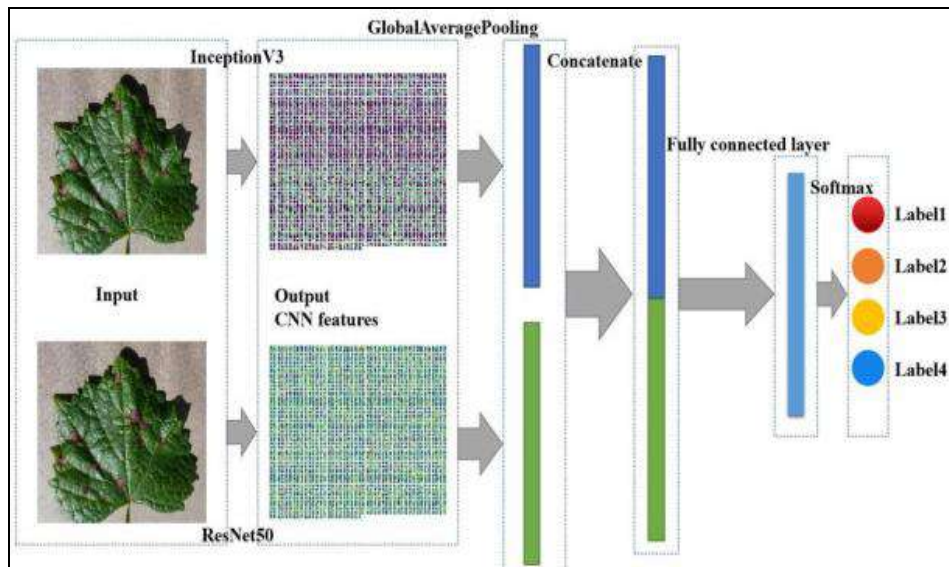 GlobalAveragePooling
InceptionV3
Concatenate
Fully connected layer
Softmax
Label1
Label2
Label3
Label4
Input
Output
CNN features
ResNet50